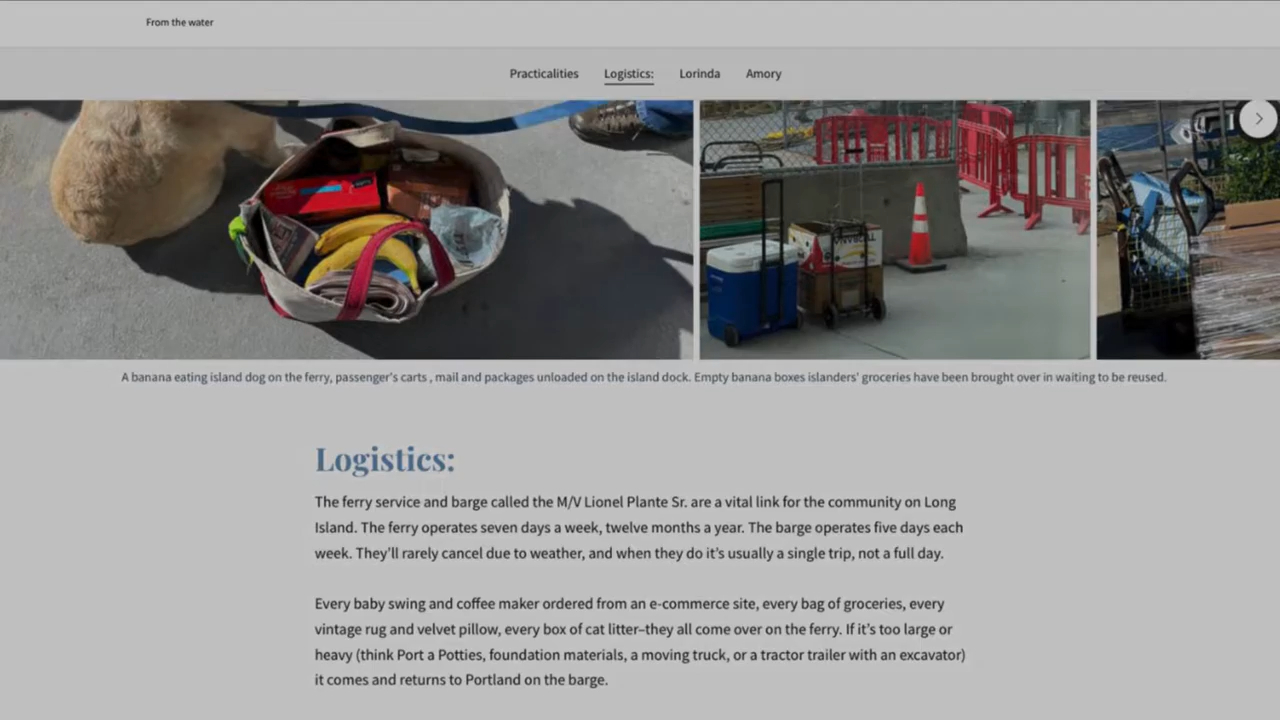 From the water
Practicalities Logistics: Lorinda Amory
A banana eating island dog on the ferry, passenger's carts , mail and packages unloaded on the island dock. Empty banana boxes islanders' groceries have been brought over in waiting to be reused.
Logistics:
The ferry service and barge called the M/V Lionel Plante Sr. are a vital link for the community on Long
Island. The ferry operates seven days a week, twelve months a year. The barge operates five days each
week. They’ll rarely cancel due to weather, and when they do it’s usually a single trip, not a full day.
Every baby swing and coffee maker ordered from an e-commerce site, every bag of groceries, every
vintage rug and velvet pillow, every box of cat litter–they all come over on the ferry. If it’s too large or
heavy (think Port a Potties, foundation materials, a moving truck, or a tractor trailer with an excavator)
it comes and returns to Portland on the barge.